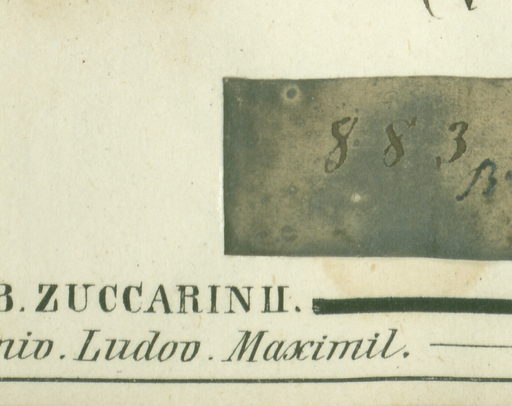 883
B. ZUCCARINII.
niv. Ludov. Maximil.